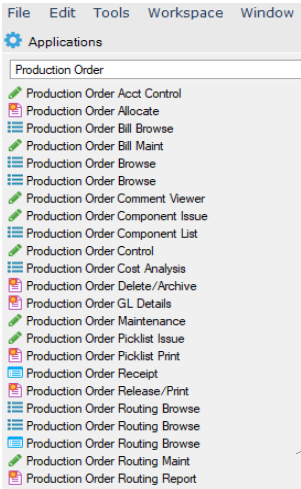 File Edit Tools Workspace Window
Applications
Production Order
Production Order Acct Control
Production Order Allocate
Production Order Bill Browse
Production Order Bill Maint
Production Order Browse
Production Order Browse
Production Order Comment Viewer
Production Order Component Issue
Production Order Component List
Production Order Control
Production Order Cost Analysis
Production Order Delete/Archive
Production Order GL Details
Production Order Maintenance
Production Order Picklist Issue
Production Order Picklist Print
Production Order Receipt
Production Order Release/Print
Production Order Routing Browse
Production Order Routing Browse
Production Order Routing Browse
Production Order Routing Maint
Production Order Routing Report